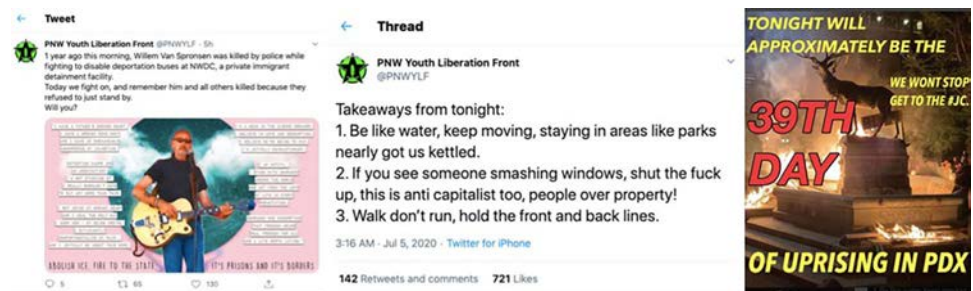 Tweet
PNW Youth Liberation Front @PNWYLF · 5h
1 year ago this morning, Willem Van Spronsen was killed by police while
fighting to disable deportation buses at NWDC, a private immigrant
detainment facility.
Today we fight on, and remember him and all others killed because they
refused to just stand by.
Will you?
ABOLISH ICE, FIRE TO THE STATE,
IT'S PRISONS AND IT'S BORDERS
5
65
130
Thread
PNW Youth Liberation Front
@PNWYLF
Takeaways from tonight:
1. Be like water, keep moving, staying in areas like parks
nearly got us kettled.
2. If you see someone smashing windows, shut the fuck
up, this is anti capitalist too, people over property!
3. Walk don't run, hold the front and back lines.
3:16 AM · Jul 5, 2020 · Twitter for iPhone
142 Retweets and comments 721 Likes
TONIGHT WILL
APPROXIMATELY BE THE
WE WONT STOP
GET TO THE #JC.
39TH
DAY
OF UPRISING IN PDX